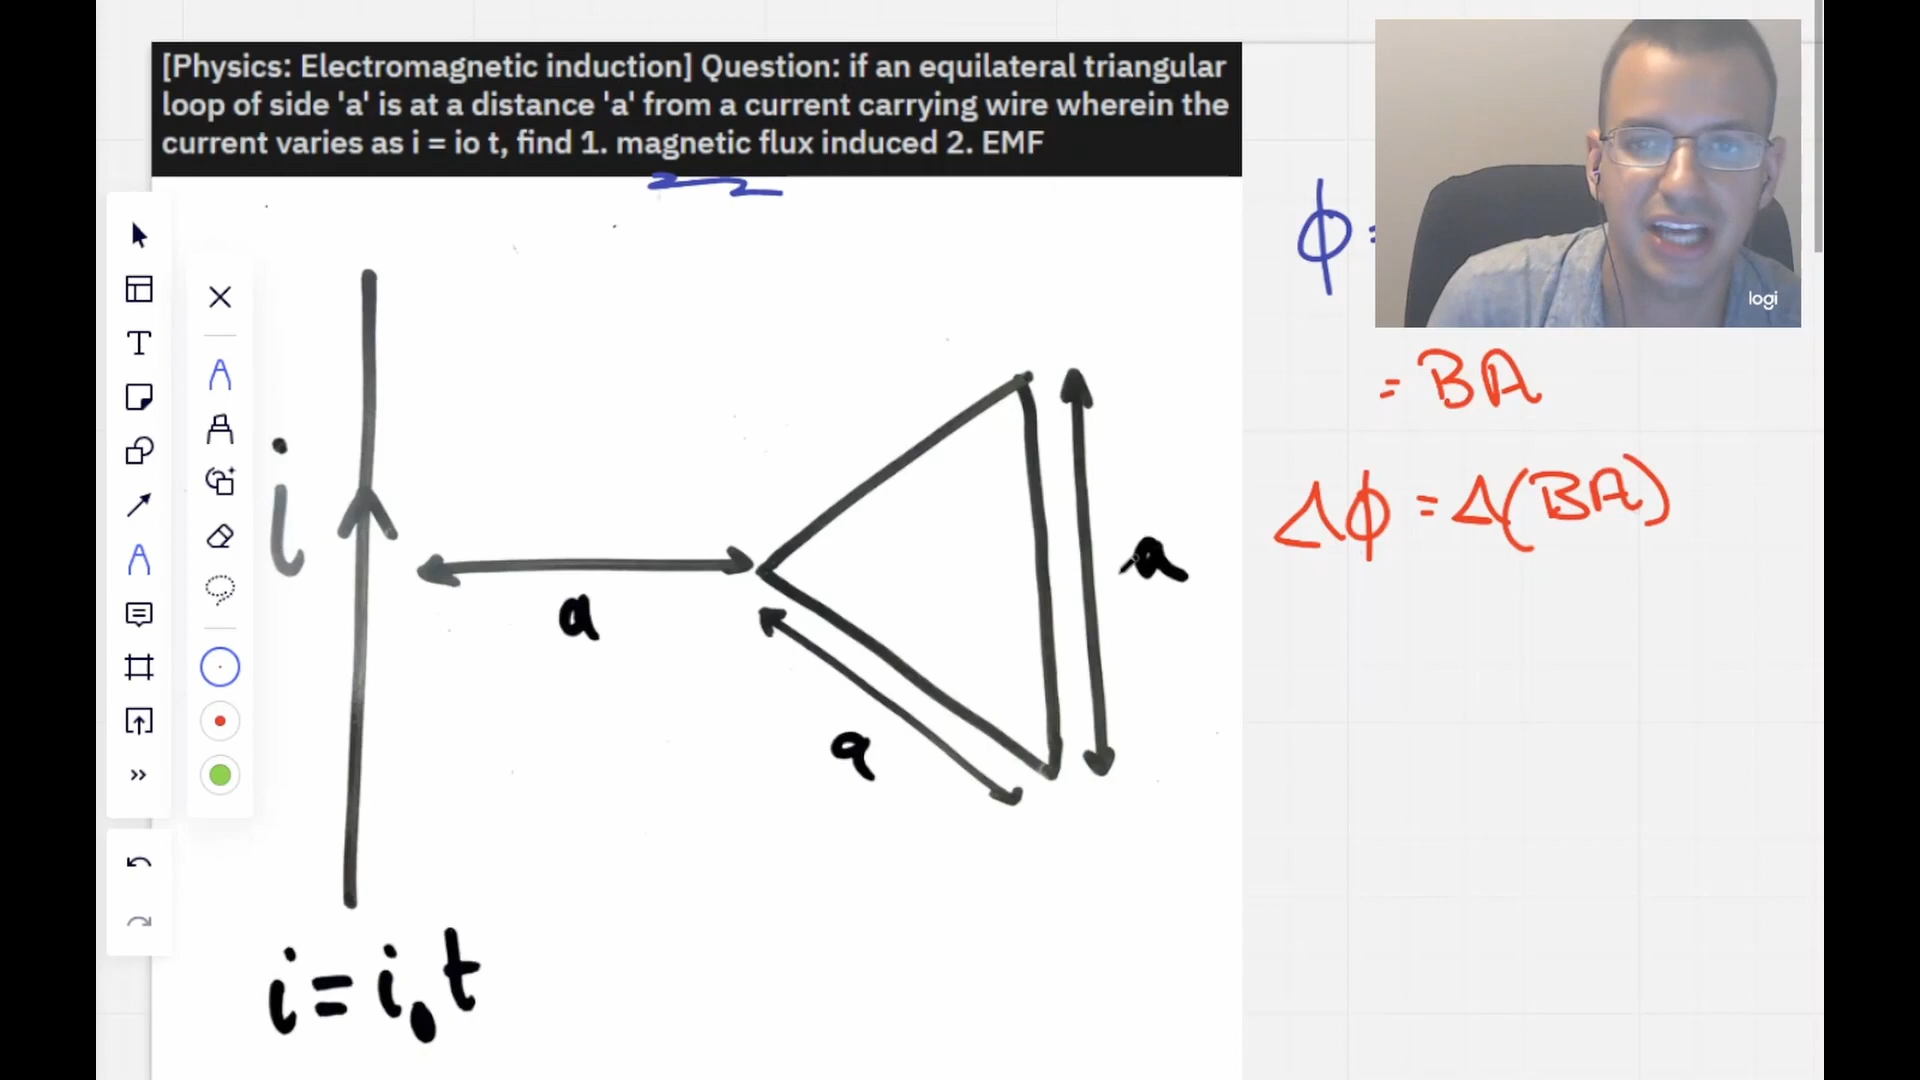 [Physics: Electromagnetic induction] Question: if an equilateral triangular
loop of side 'a' is at a distance 'a' from a current carrying wire wherein the
current varies as i = io t, find 1. magnetic flux induced 2. EMF
ϕ =
logi
= BA
Δϕ = Δ(BA)
i
a
a
a
i = i₀t